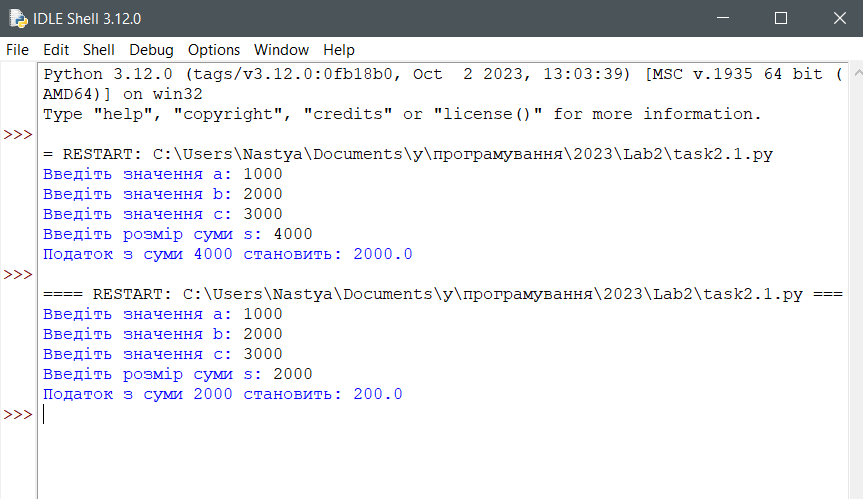 IDLE Shell 3.12.0
File Edit Shell Debug Options Window Help
Python 3.12.0 (tags/v3.12.0:0fb18b0, Oct  2 2023, 13:03:39) [MSC v.1935 64 bit (
AMD64)] on win32
Type "help", "copyright", "credits" or "license()" for more information.
>>>
= RESTART: C:\Users\Nastya\Documents\у\програмування\2023\Lab2\task2.1.py
Введіть значення a: 1000
Введіть значення b: 2000
Введіть значення c: 3000
Введіть розмір суми s: 4000
Податок з суми 4000 становить: 2000.0
>>>
==== RESTART: C:\Users\Nastya\Documents\у\програмування\2023\Lab2\task2.1.py ===
Введіть значення a: 1000
Введіть значення b: 2000
Введіть значення c: 3000
Введіть розмір суми s: 2000
Податок з суми 2000 становить: 200.0
>>>